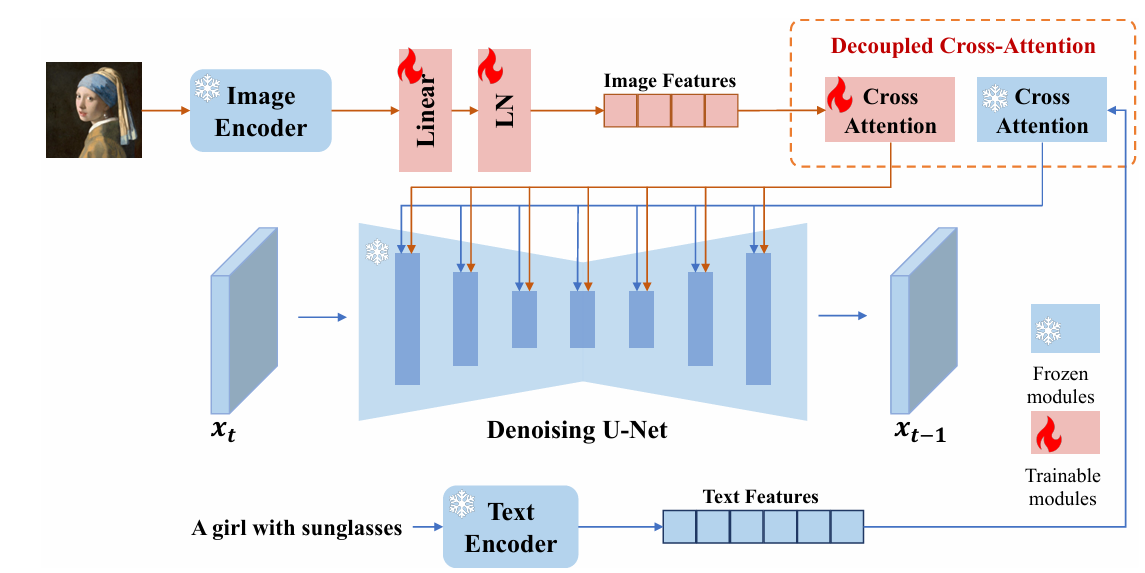 Decoupled Cross-Attention
Image
Encoder
Linear
LN
Image Features
Cross
Attention
Cross
Attention
x_t
Denoising U-Net
x_{t-1}
Frozen
modules
Trainable
modules
A girl with sunglasses
Text
Encoder
Text Features